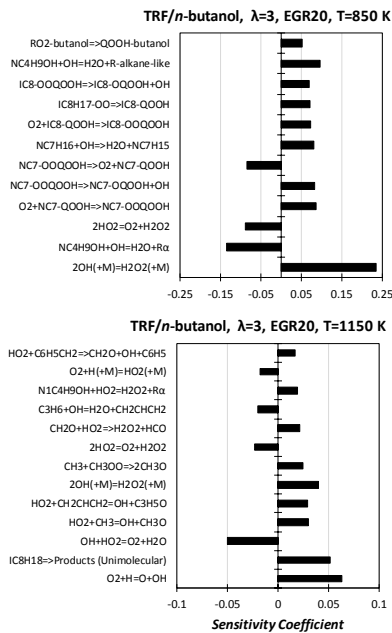 TRF/n-butanol, λ=3, EGR20, T=850 K
RO2-butanol=>QOOH-butanol
NC4H9OH+OH=H2O+R-alkane-like
IC8-OOQOOH=>IC8-OQOOH+OH
IC8H17-OO=>IC8-QOOH
O2+IC8-QOOH=>IC8-OOQOOH
NC7H16+OH=>H2O+NC7H15
NC7-OOQOOH=>O2+NC7-QOOH
NC7-OOQOOH=>NC7-OQOOH+OH
O2+NC7-QOOH=>NC7-OOQOOH
2HO2=O2+H2O2
NC4H9OH+OH=H2O+Rα
2OH(+M)=H2O2(+M)
-0.25 -0.15 -0.05 0.05 0.15 0.25
TRF/n-butanol, λ=3, EGR20, T=1150 K
HO2+C6H5CH2=>CH2O+OH+C6H5
O2+H(+M)=HO2(+M)
N1C4H9OH+HO2=H2O2+Rα
C3H6+OH=H2O+CH2CHCH2
CH2O+HO2=>H2O2+HCO
2HO2=O2+H2O2
CH3+CH3OO=>2CH3O
2OH(+M)=H2O2(+M)
HO2+CH2CHCH2=OH+C3H5O
HO2+CH3=OH+CH3O
OH+HO2=O2+H2O
IC8H18=>Products (Unimolecular)
O2+H=O+OH
-0.1 -0.05 0 0.05 0.1
Sensitivity Coefficient